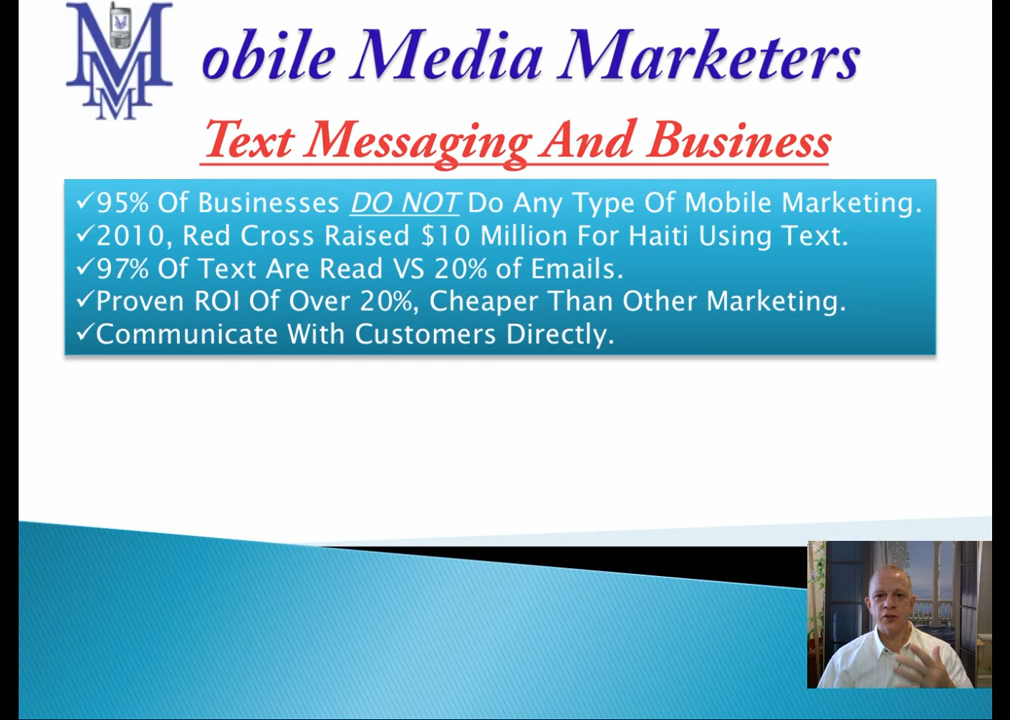 Mobile Media Marketers
MM
Text Messaging And Business
✓95% Of Businesses DO NOT Do Any Type Of Mobile Marketing.
✓2010, Red Cross Raised $10 Million For Haiti Using Text.
✓97% Of Text Are Read VS 20% of Emails.
✓Proven ROI Of Over 20%, Cheaper Than Other Marketing.
✓Communicate With Customers Directly.